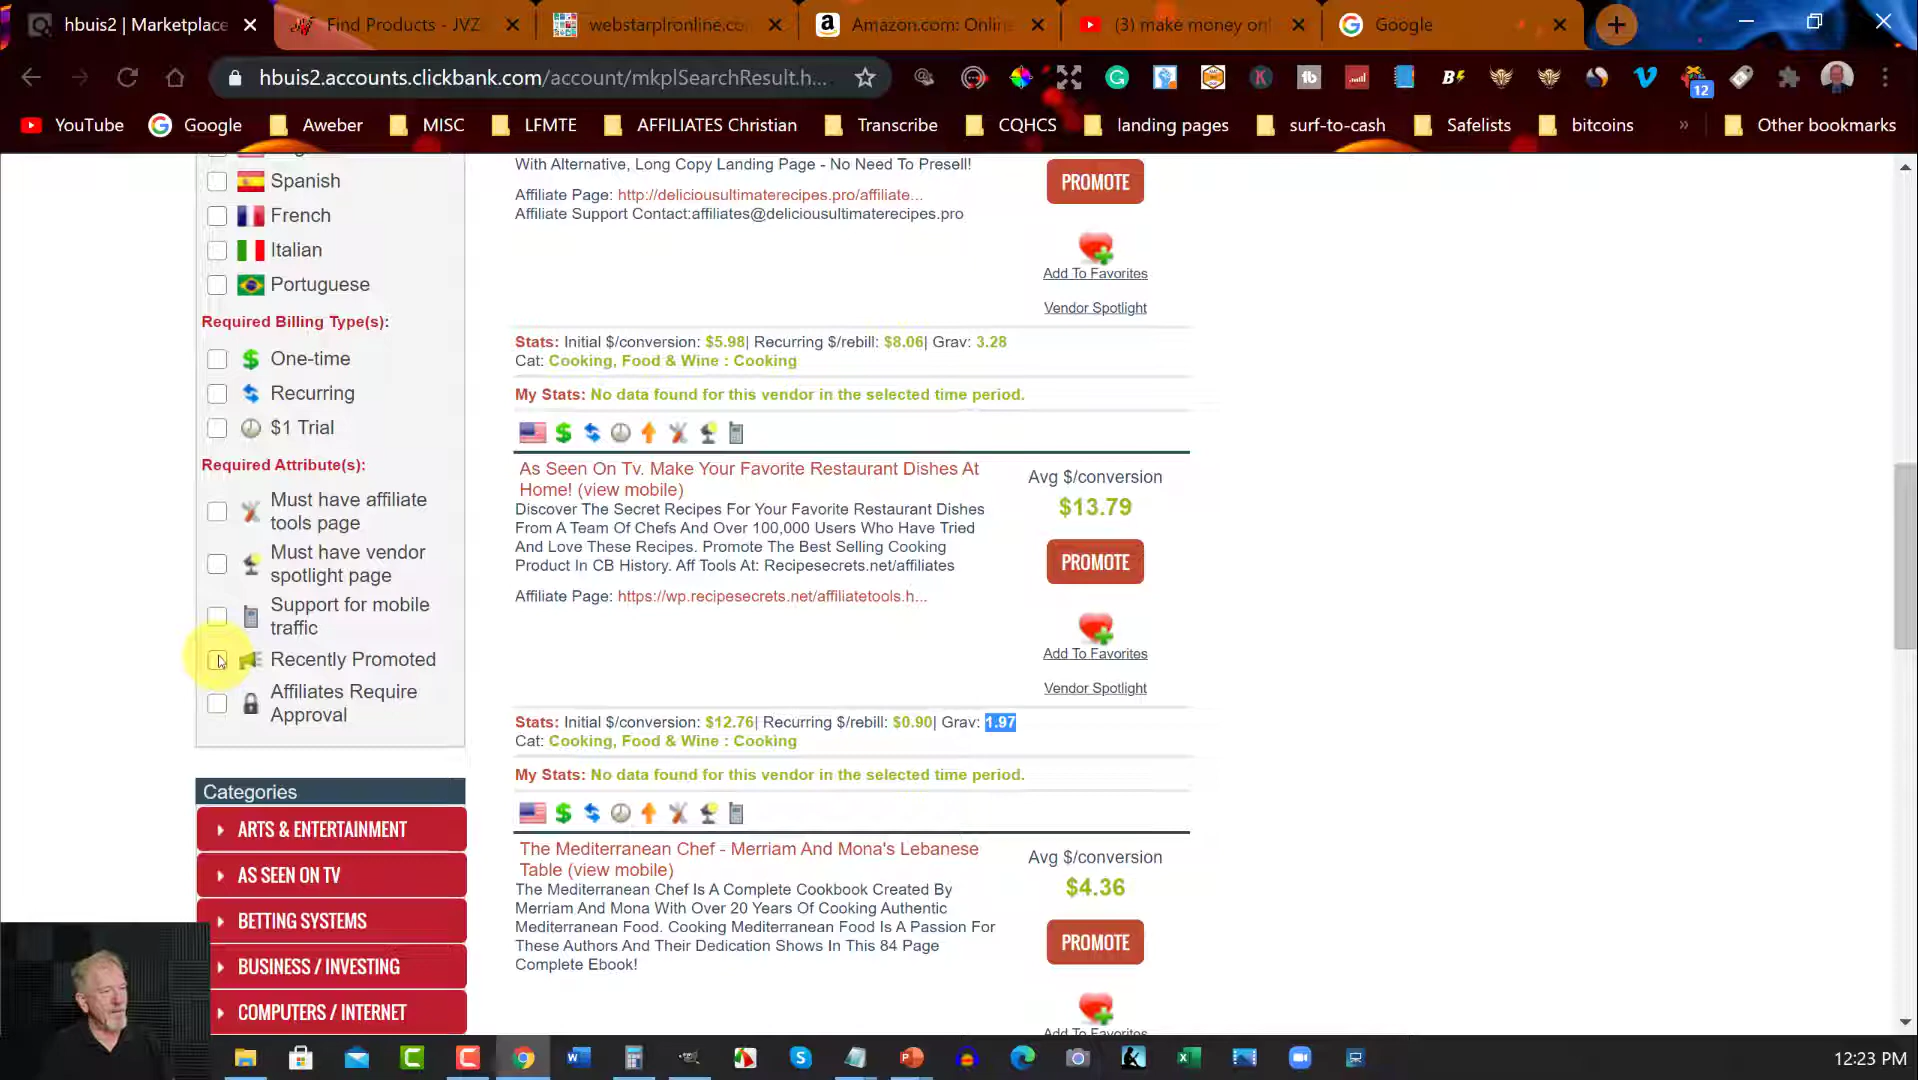 hbuis2 | Marketplace
Find Products - JVZ
webstarplronline.co
Amazon.com: Onlin
(3) make money on
Google
hbuis2.accounts.clickbank.com/account/mkplSearchResult.h...
12
YouTube
Google
Aweber
MISC
LFMTE
AFFILIATES Christian
Transcribe
CQHCS
landing pages
surf-to-cash
Safelists
bitcoins
»
Other bookmarks
Spanish
French
Italian
Portuguese
Required Billing Type(s):
One-time
Recurring
$1 Trial
Required Attribute(s):
Must have affiliate
tools page
Must have vendor
spotlight page
Support for mobile
traffic
Recently Promoted
Affiliates Require
Approval
Categories
ARTS & ENTERTAINMENT
AS SEEN ON TV
BETTING SYSTEMS
BUSINESS / INVESTING
COMPUTERS / INTERNET
With Alternative, Long Copy Landing Page - No Need To Presell!
Affiliate Page: http://deliciousultimaterecipes.pro/affiliate...
Affiliate Support Contact:affiliates@deliciousultimaterecipes.pro
PROMOTE
Add To Favorites
Vendor Spotlight
Stats: Initial $/conversion: $5.98| Recurring $/rebill: $8.06| Grav: 3.28
Cat: Cooking, Food & Wine : Cooking
My Stats: No data found for this vendor in the selected time period.
As Seen On Tv. Make Your Favorite Restaurant Dishes At
Home! (view mobile)
Discover The Secret Recipes For Your Favorite Restaurant Dishes
From A Team Of Chefs And Over 100,000 Users Who Have Tried
And Love These Recipes. Promote The Best Selling Cooking
Product In CB History. Aff Tools At: Recipesecrets.net/affiliates
Affiliate Page: https://wp.recipesecrets.net/affiliatetools.h...
Avg $/conversion
$13.79
PROMOTE
Add To Favorites
Vendor Spotlight
Stats: Initial $/conversion: $12.76| Recurring $/rebill: $0.90| Grav: 1.97
Cat: Cooking, Food & Wine : Cooking
My Stats: No data found for this vendor in the selected time period.
The Mediterranean Chef - Merriam And Mona's Lebanese
Table (view mobile)
The Mediterranean Chef Is A Complete Cookbook Created By
Merriam And Mona With Over 20 Years Of Cooking Authentic
Mediterranean Food. Cooking Mediterranean Food Is A Passion For
These Authors And Their Dedication Shows In This 84 Page
Complete Ebook!
Avg $/conversion
$4.36
PROMOTE
Add To Favorites
12:23 PM